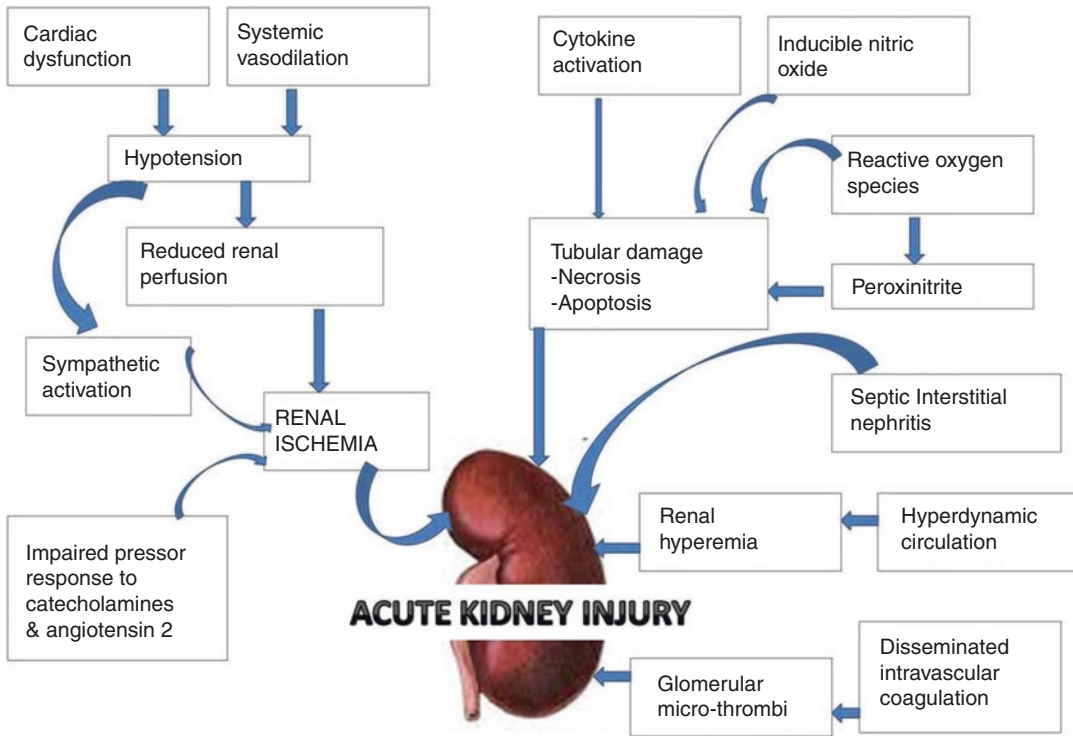 Cardiac
dysfunction
Systemic
vasodilation
Hypotension
Reduced renal
perfusion
Sympathetic
activation
RENAL
ISCHEMIA
Impaired pressor
response to
catecholamines
& angiotensin 2
Cytokine
activation
Inducible nitric
oxide
Reactive oxygen
species
Tubular damage
-Necrosis
-Apoptosis
Peroxinitrite
Septic Interstitial
nephritis
Renal
hyperemia
Hyperdynamic
circulation
ACUTE KIDNEY INJURY
Glomerular
micro-thrombi
Disseminated
intravascular
coagulation